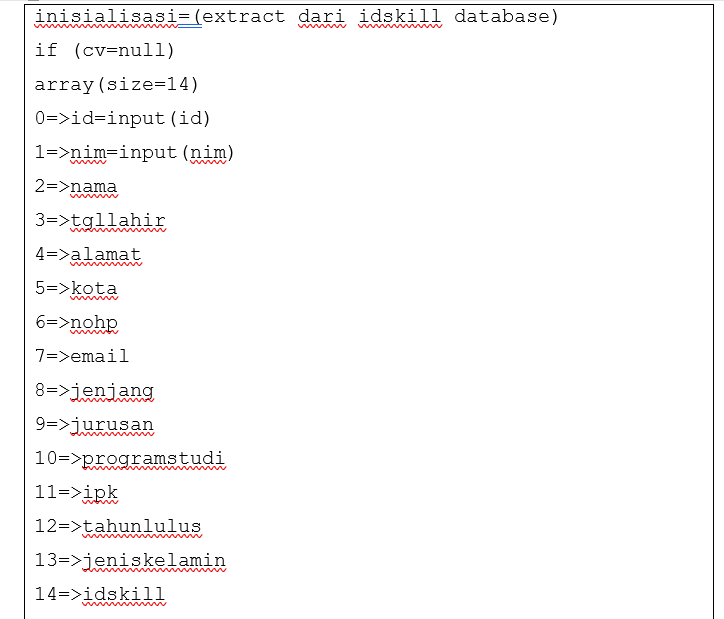 inisialisasi=(extract dari idskill database)
if (cv=null)
array(size=14)
0=>id=input(id)
1=>nim=input(nim)
2=>nama
3=>tgllahir
4=>alamat
5=>kota
6=>nohp
7=>email
8=>jenjang
9=>jurusan
10=>programstudi
11=>ipk
12=>tahunlulus
13=>jeniskelamin
14=>idskill